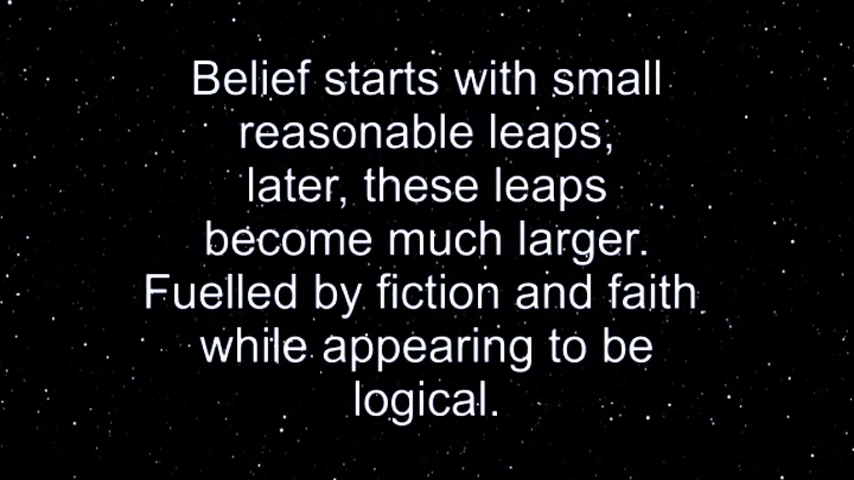 Belief starts with small
reasonable leaps,
later, these leaps
become much larger.
Fuelled by fiction and faith
while appearing to be
logical.